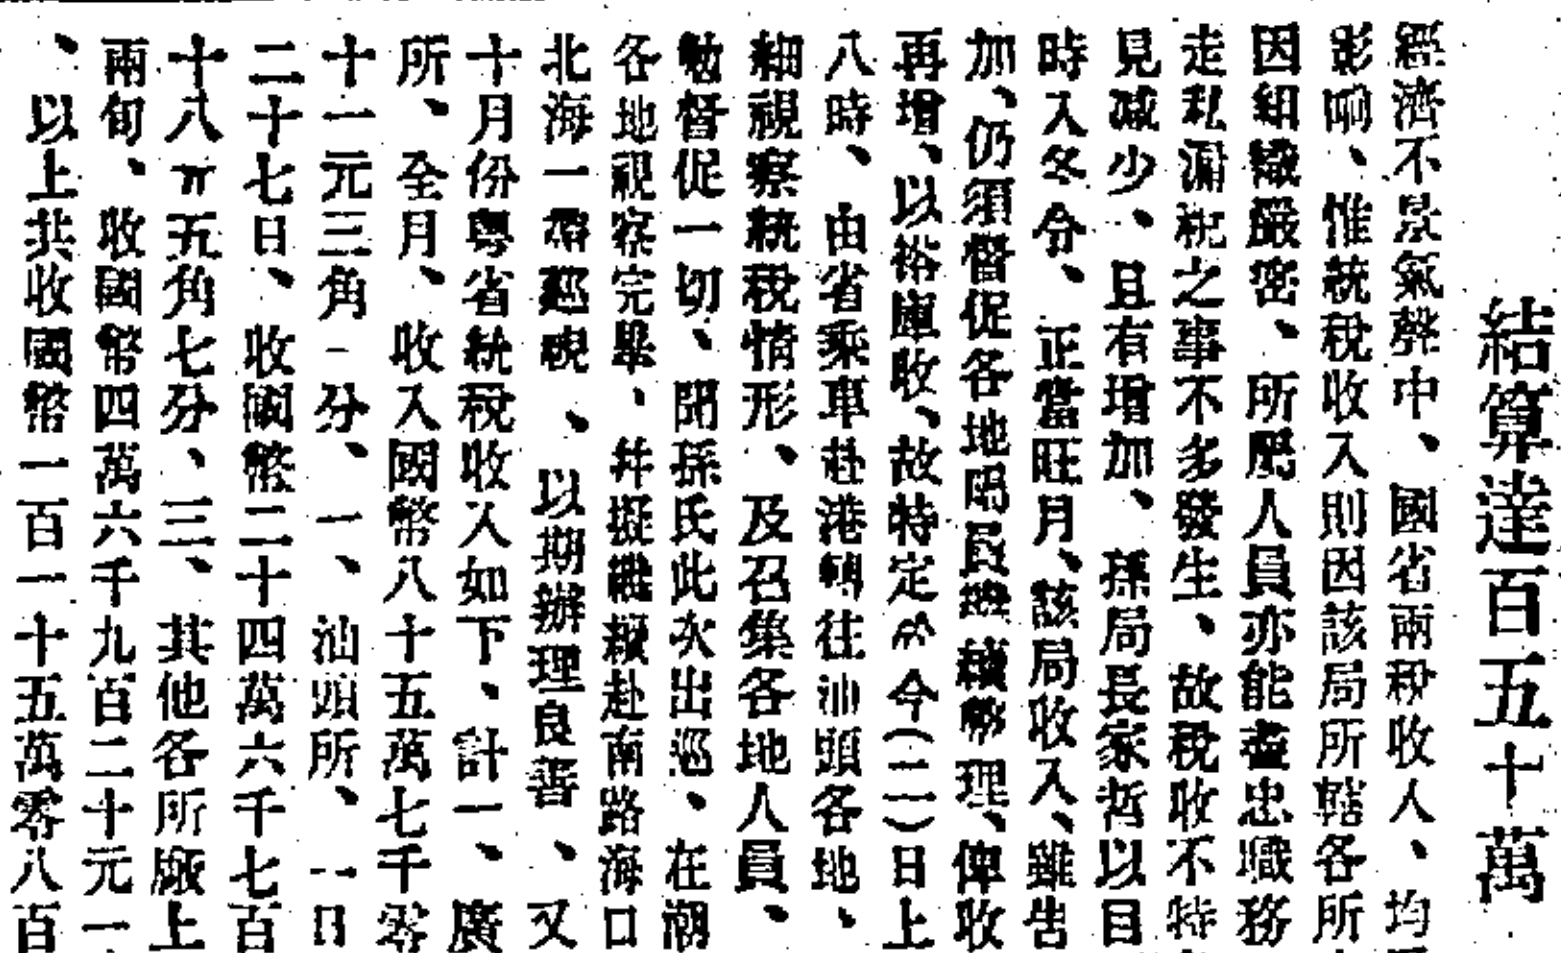 結算達百五十萬
經濟不景氣聲中、國省兩稅收入、均
影响、惟統稅收入則因該局所轄各所
因組織嚴密、所屬人員亦能盡忠職務
走私漏稅之事不多發生、故稅收不特
見减少、且有增加、孫局長家哲以目
時入冬令、正當旺月、該局收入、雖告
加、仍須督促各地局員繼續辦理、俾收
再增、以裕庫收、故特定於今(二)日上
八時、由省乘車赴港轉往汕頭各地、
細視察統稅情形、及召集各地人員、
勉督促一切、聞孫氏此次出巡、在潮
各地視察完畢、并擬繼續赴南路海口
北海一帶巡視、以期辦理良善、又
十月份粵省統稅收入如下、計一、廣
所、全月、收入國幣八十五萬七千零
十一元三角一分、一、汕頭所、一日
二十七日、收國幣二十四萬六千七百
十八元五角七分、三、其他各所廠上
兩旬、收國幣四萬六千九百二十元一
、以上共收國幣一百一十五萬零八百